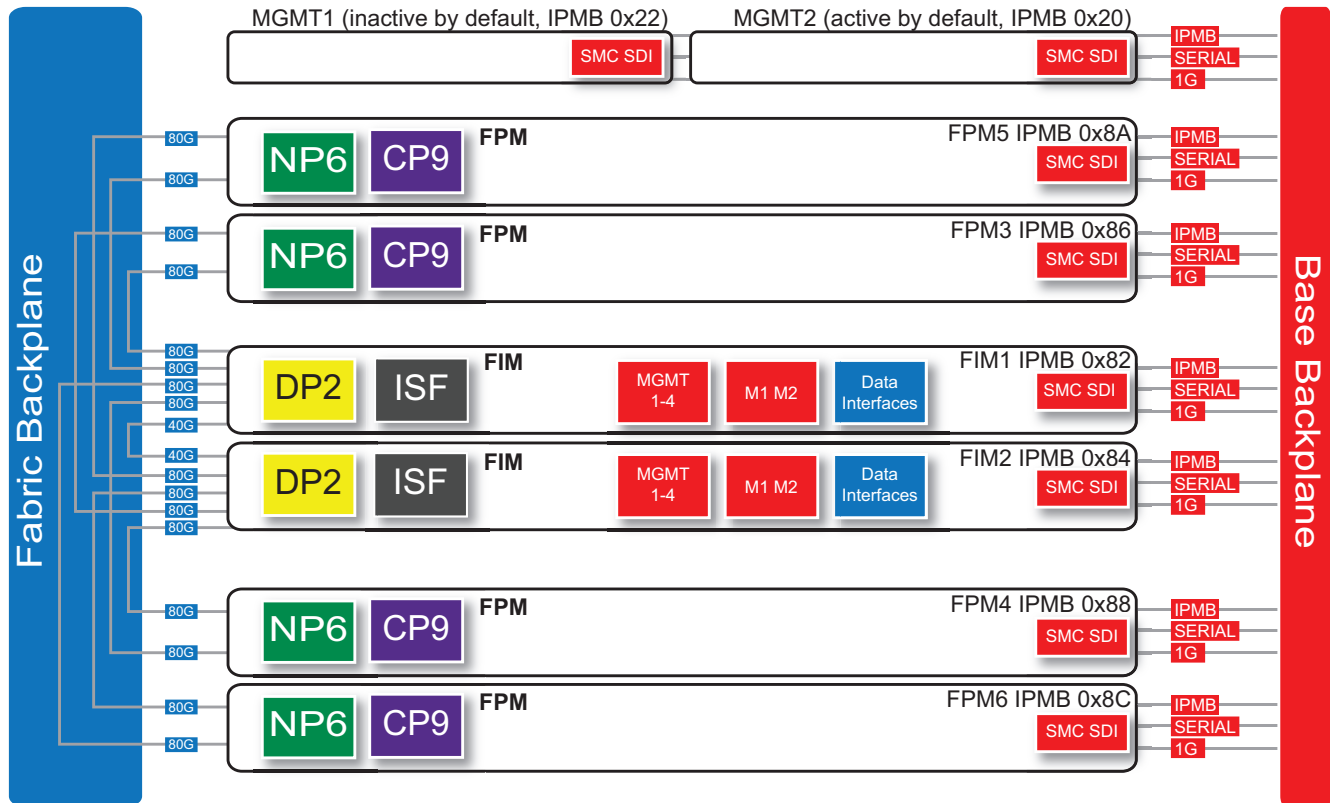 MGMT1 (inactive by default, IPMB 0x22)
MGMT2 (active by default, IPMB 0x20)
SMC SDI
SMC SDI
IPMB
SERIAL
1G
Fabric Backplane
Base Backplane
80G
80G
NP6
CP9
FPM
FPM5 IPMB 0x8A
SMC SDI
IPMB
SERIAL
1G
80G
80G
NP6
CP9
FPM
FPM3 IPMB 0x86
SMC SDI
IPMB
SERIAL
1G
80G
80G
80G
80G
40G
DP2
ISF
FIM
MGMT
1-4
M1 M2
Data
Interfaces
FIM1 IPMB 0x82
SMC SDI
IPMB
SERIAL
1G
40G
80G
80G
80G
80G
DP2
ISF
FIM
MGMT
1-4
M1 M2
Data
Interfaces
FIM2 IPMB 0x84
SMC SDI
IPMB
SERIAL
1G
80G
80G
NP6
CP9
FPM
FPM4 IPMB 0x88
SMC SDI
IPMB
SERIAL
1G
80G
80G
NP6
CP9
FPM
FPM6 IPMB 0x8C
SMC SDI
IPMB
SERIAL
1G